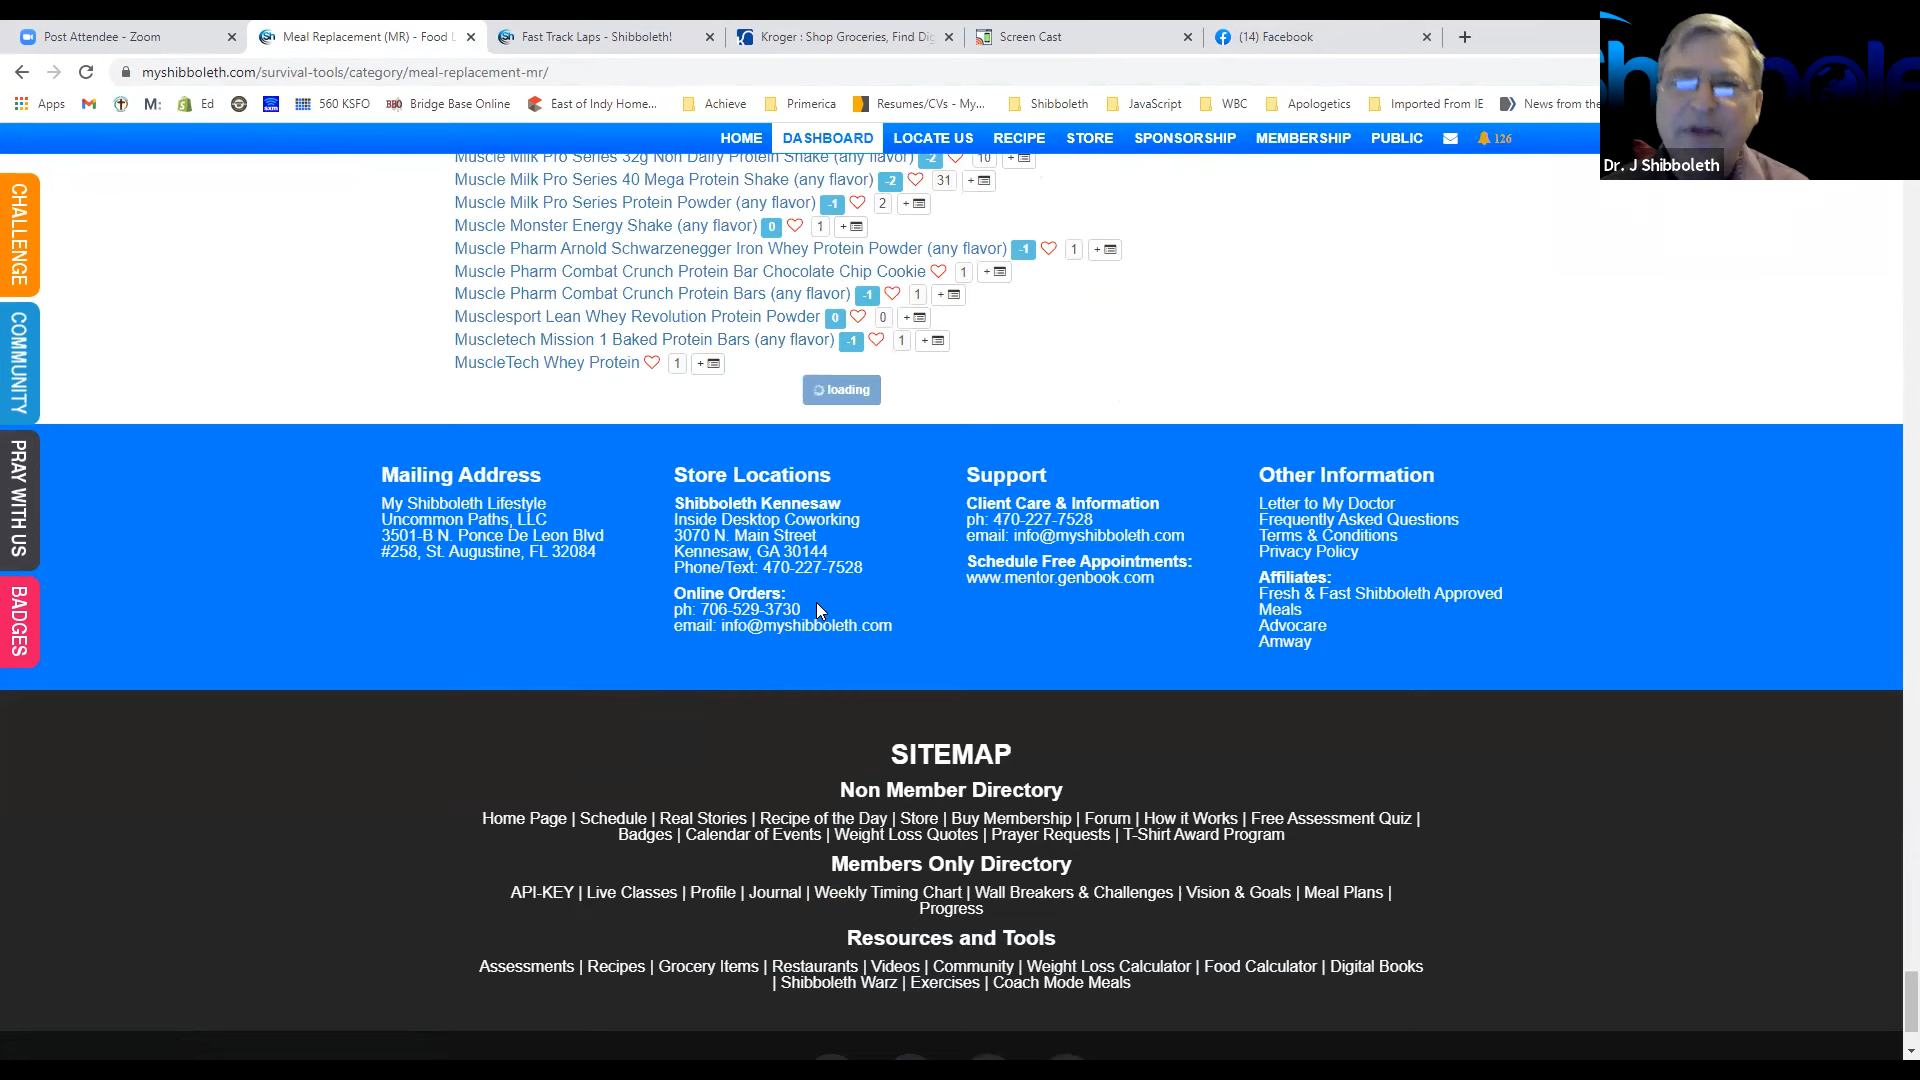 Post Attendee - Zoom
Meal Replacement (MR) - Food L
Fast Track Laps - Shibboleth!
Kroger : Shop Groceries, Find Dig
Screen Cast
(14) Facebook
myshibboleth.com/survival-tools/category/meal-replacement-mr/
Apps
M:
Ed
560 KSFO
BBO Bridge Base Online
East of Indy Home...
Achieve
Primerica
Resumes/CVs - My...
Shibboleth
JavaScript
WBC
Apologetics
Imported From IE
News from the
Dr. J Shibboleth
HOME DASHBOARD LOCATE US RECIPE STORE SPONSORSHIP MEMBERSHIP PUBLIC 126
CHALLENGE
COMMUNITY
PRAY WITH US
BADGES
Muscle Milk Pro Series 32g Non Dairy Protein Shake (any flavor) -2 10 +
Muscle Milk Pro Series 40 Mega Protein Shake (any flavor) -2 31 +
Muscle Milk Pro Series Protein Powder (any flavor) -1 2 +
Muscle Monster Energy Shake (any flavor) 0 1 +
Muscle Pharm Arnold Schwarzenegger Iron Whey Protein Powder (any flavor) -1 1 +
Muscle Pharm Combat Crunch Protein Bar Chocolate Chip Cookie 1 +
Muscle Pharm Combat Crunch Protein Bars (any flavor) -1 1 +
Musclesport Lean Whey Revolution Protein Powder 0 0 +
Muscletech Mission 1 Baked Protein Bars (any flavor) -1 1 +
MuscleTech Whey Protein 1 +
loading
Mailing Address
My Shibboleth Lifestyle
Uncommon Paths, LLC
3501-B N. Ponce De Leon Blvd
#258, St. Augustine, FL 32084
Store Locations
Shibboleth Kennesaw
Inside Desktop Coworking
3070 N. Main Street
Kennesaw, GA 30144
Phone/Text: 470-227-7528
Online Orders:
ph: 706-529-3730
email: info@myshibboleth.com
Support
Client Care & Information
ph: 470-227-7528
email: info@myshibboleth.com
Schedule Free Appointments:
www.mentor.genbook.com
Other Information
Letter to My Doctor
Frequently Asked Questions
Terms & Conditions
Privacy Policy
Affiliates:
Fresh & Fast Shibboleth Approved
Meals
Advocare
Amway
SITEMAP
Non Member Directory
Home Page | Schedule | Real Stories | Recipe of the Day | Store | Buy Membership | Forum | How it Works | Free Assessment Quiz |
Badges | Calendar of Events | Weight Loss Quotes | Prayer Requests | T-Shirt Award Program
Members Only Directory
API-KEY | Live Classes | Profile | Journal | Weekly Timing Chart | Wall Breakers & Challenges | Vision & Goals | Meal Plans |
Progress
Resources and Tools
Assessments | Recipes | Grocery Items | Restaurants | Videos | Community | Weight Loss Calculator | Food Calculator | Digital Books
| Shibboleth Warz | Exercises | Coach Mode Meals